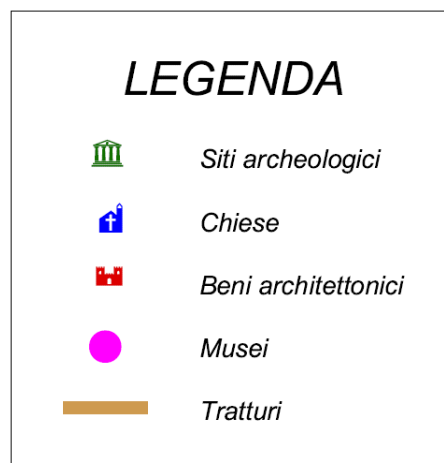 LEGENDA
Siti archeologici
Chiese
Beni architettonici
Musei
Tratturi